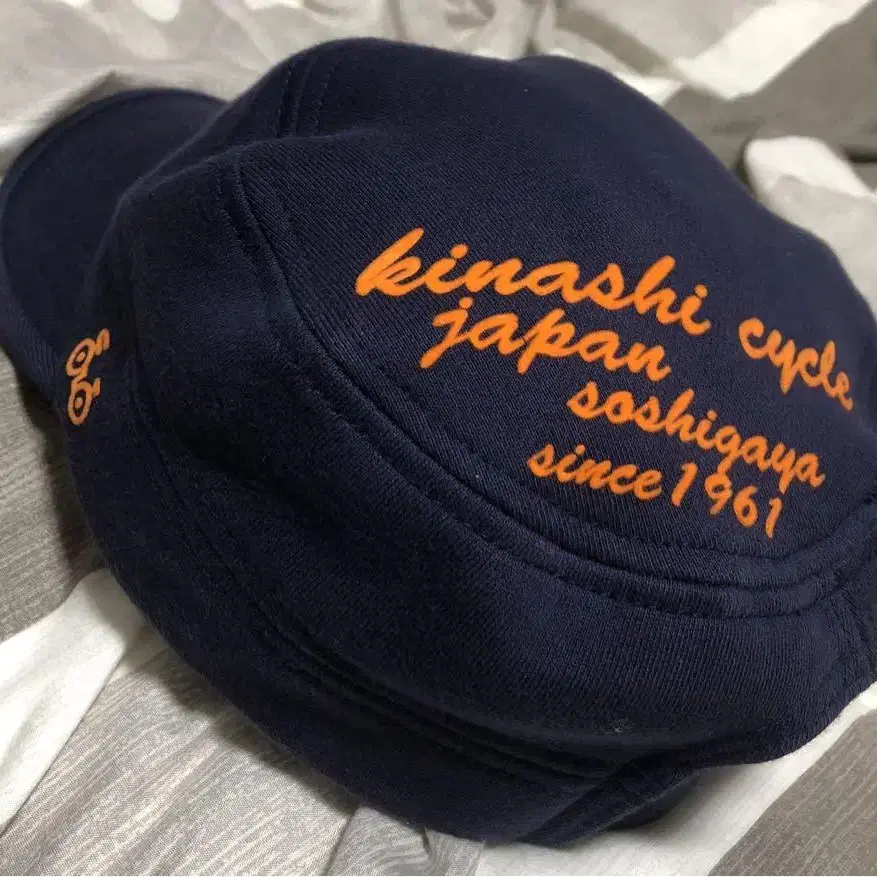 kinashi cycle
japan
soshigaya
since 1961